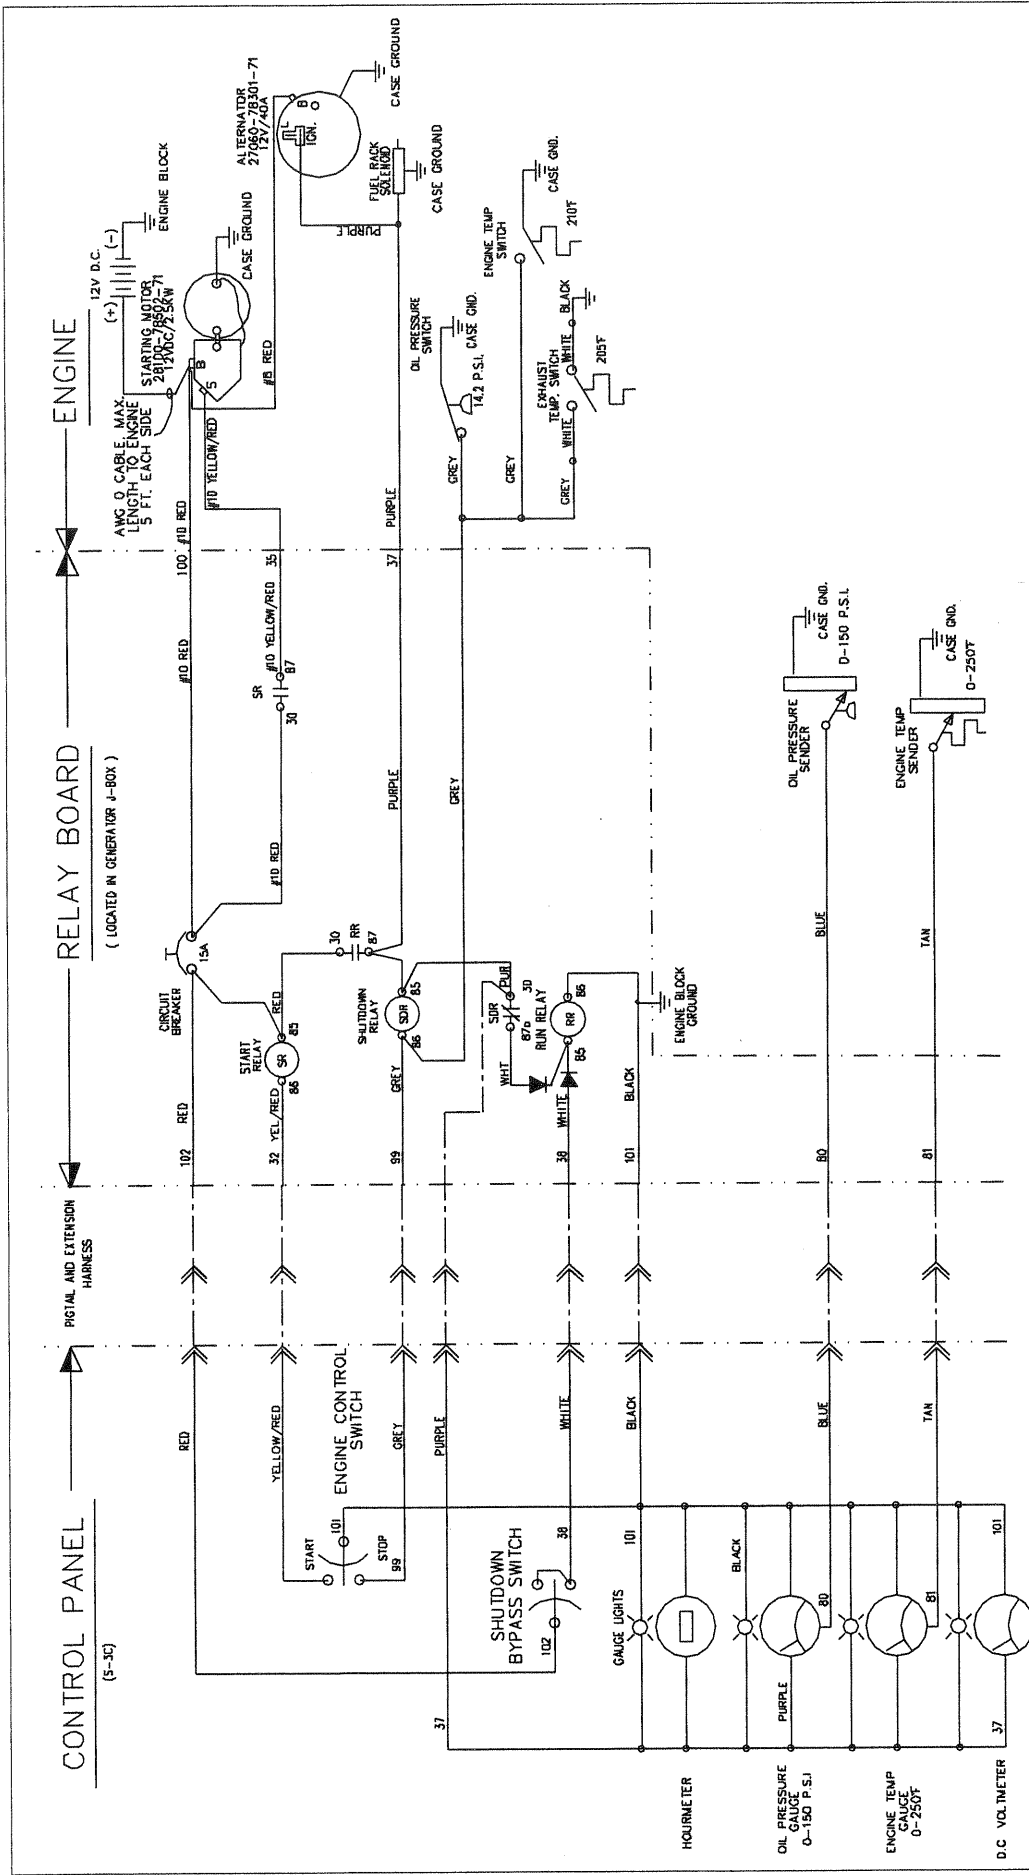 CONTROL PANEL
(S-3C)
PIGTAIL AND EXTENSION
HARNESS
RELAY BOARD
( LOCATED IN GENERATOR J-BOX )
ENGINE
AWG 0 CABLE, MAX.
LENGTH TO ENGINE
5 FT. EACH SIDE
12V D.C.
(+)
(-)
ENGINE BLOCK
STARTING MOTOR
28100-78502-71
12VDC/2.5KW
B
S
CASE GROUND
ALTERNATOR
27060-78301-71
12V/40A
L
IGN.
B
CASE GROUND
RED
RED
102
CIRCUIT
BREAKER
15A
#10 RED
100
#10 RED
#8 RED
YELLOW/RED
32
YEL/RED
START
RELAY
86
SR
85
RED
#10 RED
30
SR
87
#10 YELLOW/RED
35
#10 YELLOW/RED
ENGINE CONTROL
SWITCH
START
101
STOP
99
GREY
99
GREY
SHUTDOWN
RELAY
86
SDR
85
30
RR
87
PURPLE
37
PURPLE
PURPLE
FUEL RACK
SOLENOID
CASE GROUND
GREY
OIL PRESSURE
SWITCH
14.2 P.S.I.
CASE GND.
GREY
GREY
ENGINE TEMP
SWITCH
210°F
CASE GND.
GREY
WHITE
EXHAUST
TEMP. SWITCH
WHITE
BLACK
205°F
37
PURPLE
WHT
SDR
87a
30
PUR
SHUTDOWN
BYPASS SWITCH
102
38
WHITE
38
WHITE
RUN RELAY
85
RR
86
101
BLACK
101
BLACK
ENGINE BLOCK
GROUND
GAUGE LIGHTS
HOURMETER
BLACK
OIL PRESSURE
GAUGE
0-150 P.S.I
PURPLE
80
BLUE
80
BLUE
OIL PRESSURE
SENDER
CASE GND.
0-150 P.S.I.
ENGINE TEMP
GAUGE
0-250°F
81
TAN
81
TAN
ENGINE TEMP
SENDER
CASE GND.
0-250°F
D.C VOLTMETER
37
101